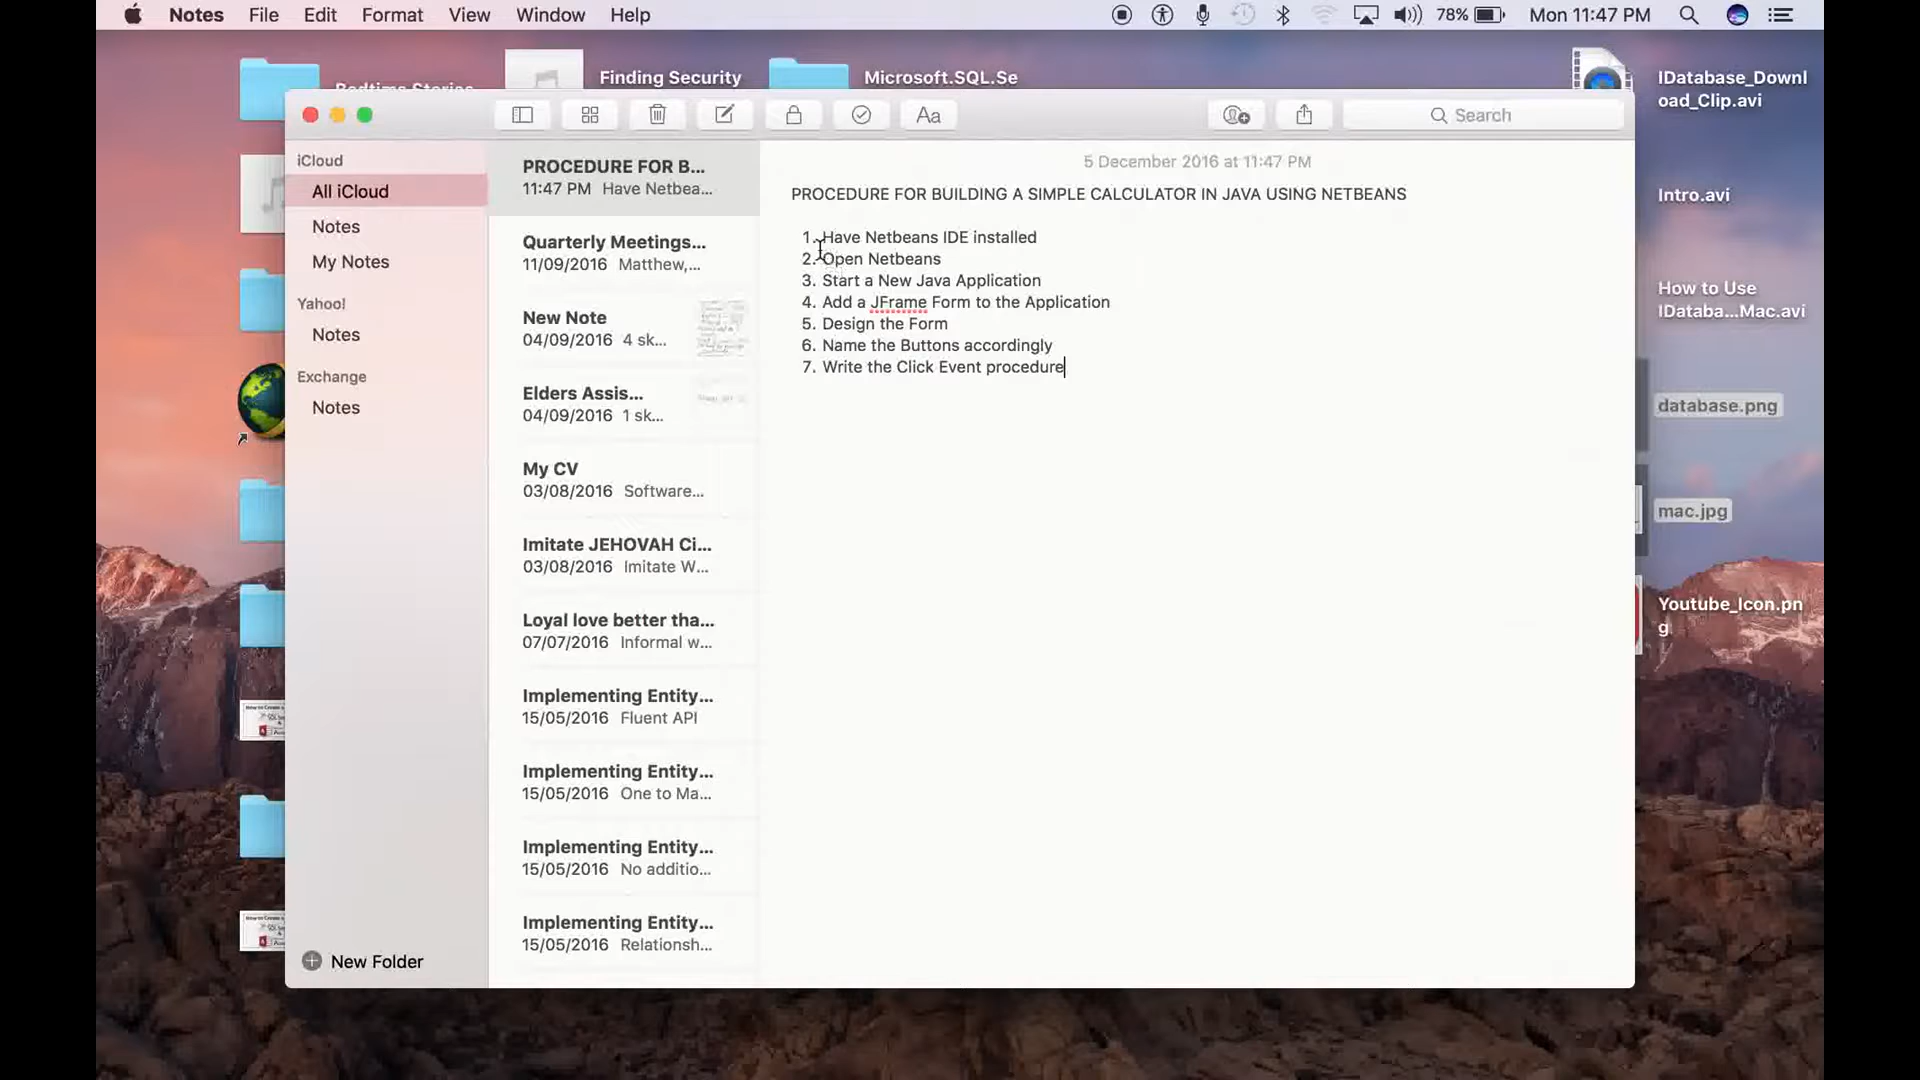 Notes File Edit Format View Window Help 78% Mon 11:47 PM
Bedtime Stories
Finding Security
Microsoft.SQL.Se
IDatabase_Downl
oad_Clip.avi
Intro.avi
How to Use
IDataba...Mac.avi
database.png
mac.jpg
Youtube_Icon.pn
g
Aa
Search
iCloud
All iCloud
Notes
My Notes
Yahoo!
Notes
Exchange
Notes
New Folder
PROCEDURE FOR B...
11:47 PM Have Netbea...
Quarterly Meetings...
11/09/2016 Matthew,...
New Note
04/09/2016 4 sk...
Elders Assis...
04/09/2016 1 sk...
My CV
03/08/2016 Software...
Imitate JEHOVAH Ci...
03/08/2016 Imitate W...
Loyal love better tha...
07/07/2016 Informal w...
Implementing Entity...
15/05/2016 Fluent API
Implementing Entity...
15/05/2016 One to Ma...
Implementing Entity...
15/05/2016 No additio...
Implementing Entity...
15/05/2016 Relationsh...
5 December 2016 at 11:47 PM
PROCEDURE FOR BUILDING A SIMPLE CALCULATOR IN JAVA USING NETBEANS
1. Have Netbeans IDE installed
2. Open Netbeans
3. Start a New Java Application
4. Add a JFrame Form to the Application
5. Design the Form
6. Name the Buttons accordingly
7. Write the Click Event procedure